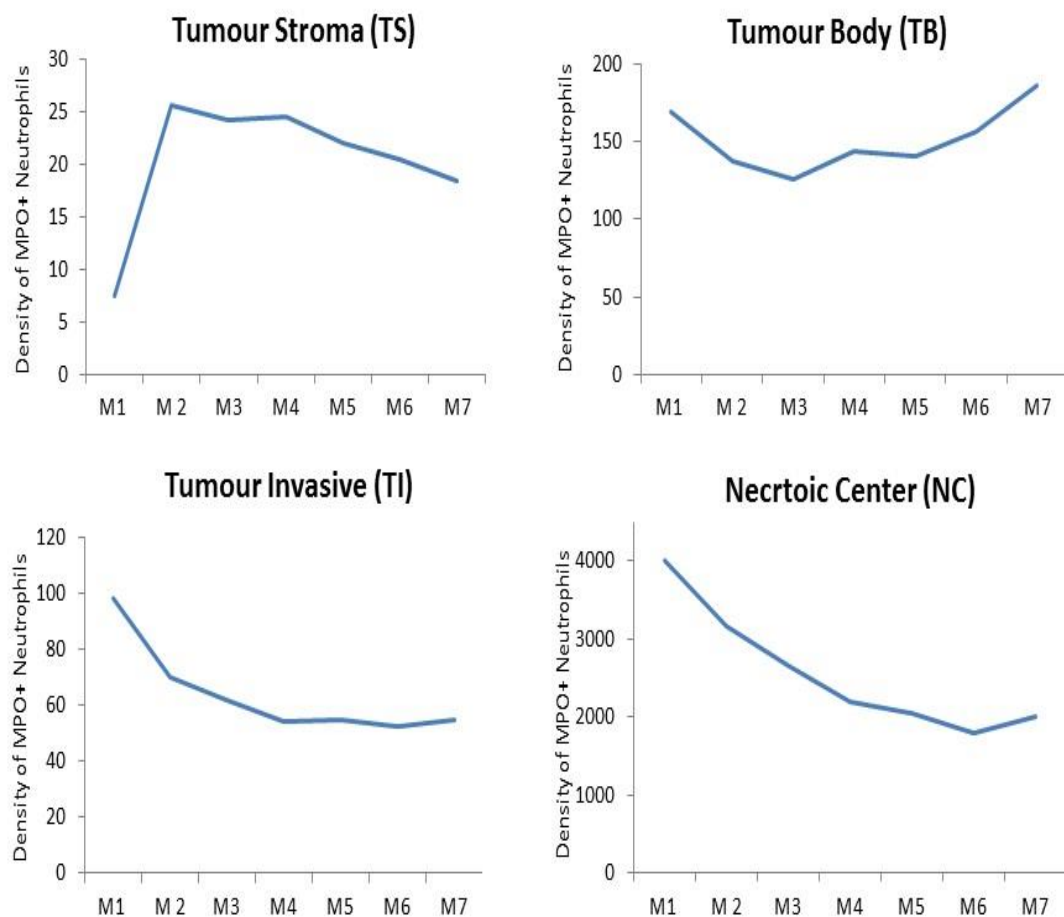 Tumour Stroma (TS)
Density of MPO+ Neutrophils
30
25
20
15
10
5
0
M1 M 2 M3 M4 M5 M6 M7
Tumour Body (TB)
Density of MPO+ Neutrophils
200
150
100
50
0
M1 M 2 M3 M4 M5 M6 M7
Tumour Invasive (TI)
Density of MPO+ Neutrophils
120
100
80
60
40
20
0
M1 M 2 M3 M4 M5 M6 M7
Necrtoic Center (NC)
Density of MPO+ Neutrophils
4000
3000
2000
1000
0
M1 M 2 M3 M4 M5 M6 M7